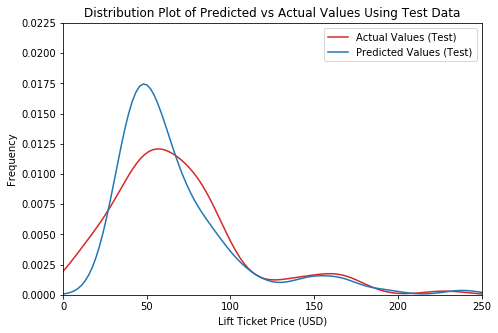 Distribution Plot of Predicted vs Actual Values Using Test Data
Actual Values (Test)
Predicted Values (Test)
Frequency
0.0225
0.0200
0.0175
0.0150
0.0125
0.0100
0.0075
0.0050
0.0025
0.0000
0 50 100 150 200 250
Lift Ticket Price (USD)